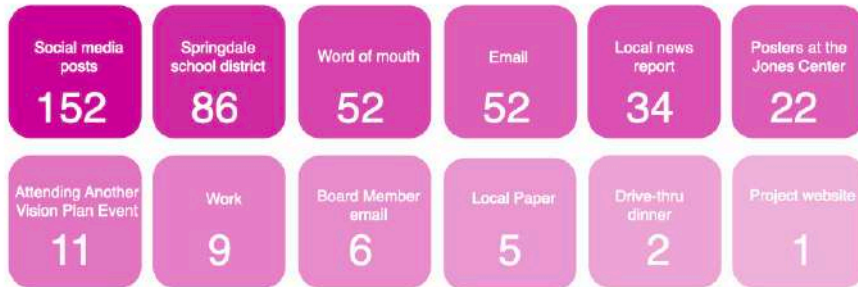 Social media
posts
152
Springdale
school district
86
Word of mouth
52
Email
52
Local news
report
34
Posters at the
Jones Center
22
Attending Another
Vision Plan Event
11
Work
9
Board Member
email
6
Local Paper
5
Drive-thru
dinner
2
Project website
1